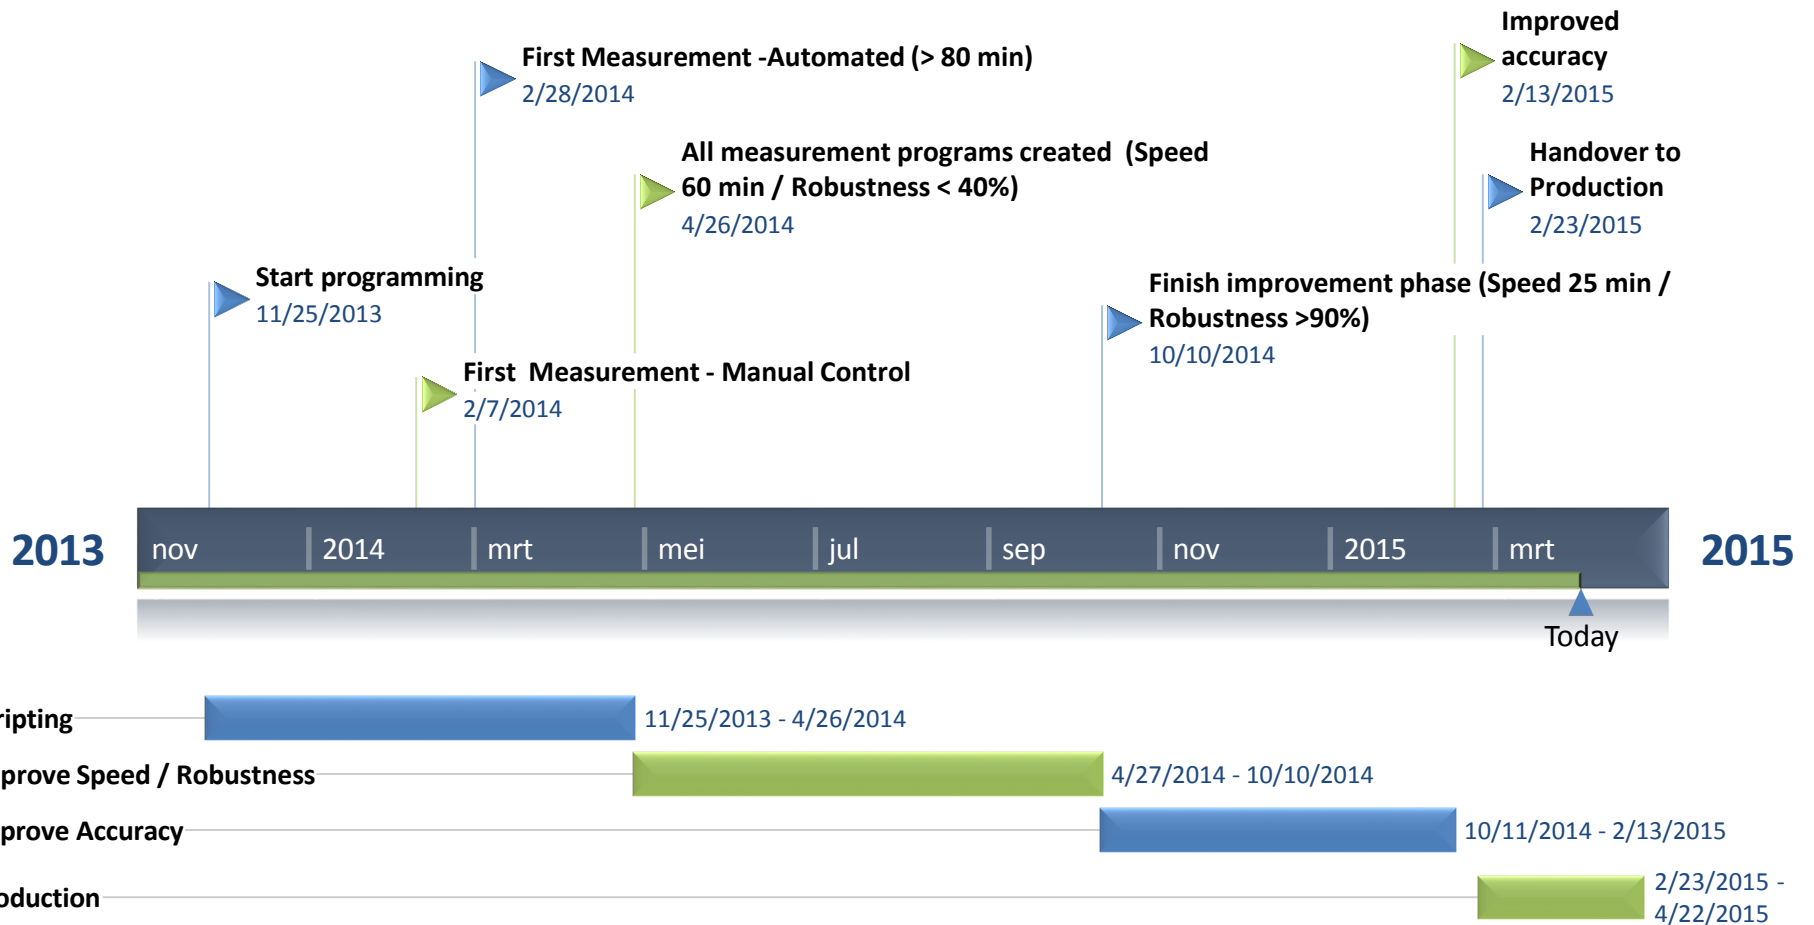 Improved
accuracy
2/13/2015
First Measurement -Automated (> 80 min)
2/28/2014
All measurement programs created  (Speed
60 min / Robustness < 40%)
4/26/2014
Handover to
Production
2/23/2015
Start programming
11/25/2013
Finish improvement phase (Speed 25 min /
Robustness >90%)
10/10/2014
First  Measurement - Manual Control
2/7/2014
2013 nov 2014 mrt mei jul sep nov 2015 mrt 2015
Today
ripting 11/25/2013 - 4/26/2014
prove Speed / Robustness 4/27/2014 - 10/10/2014
prove Accuracy 10/11/2014 - 2/13/2015
oduction 2/23/2015 -
4/22/2015